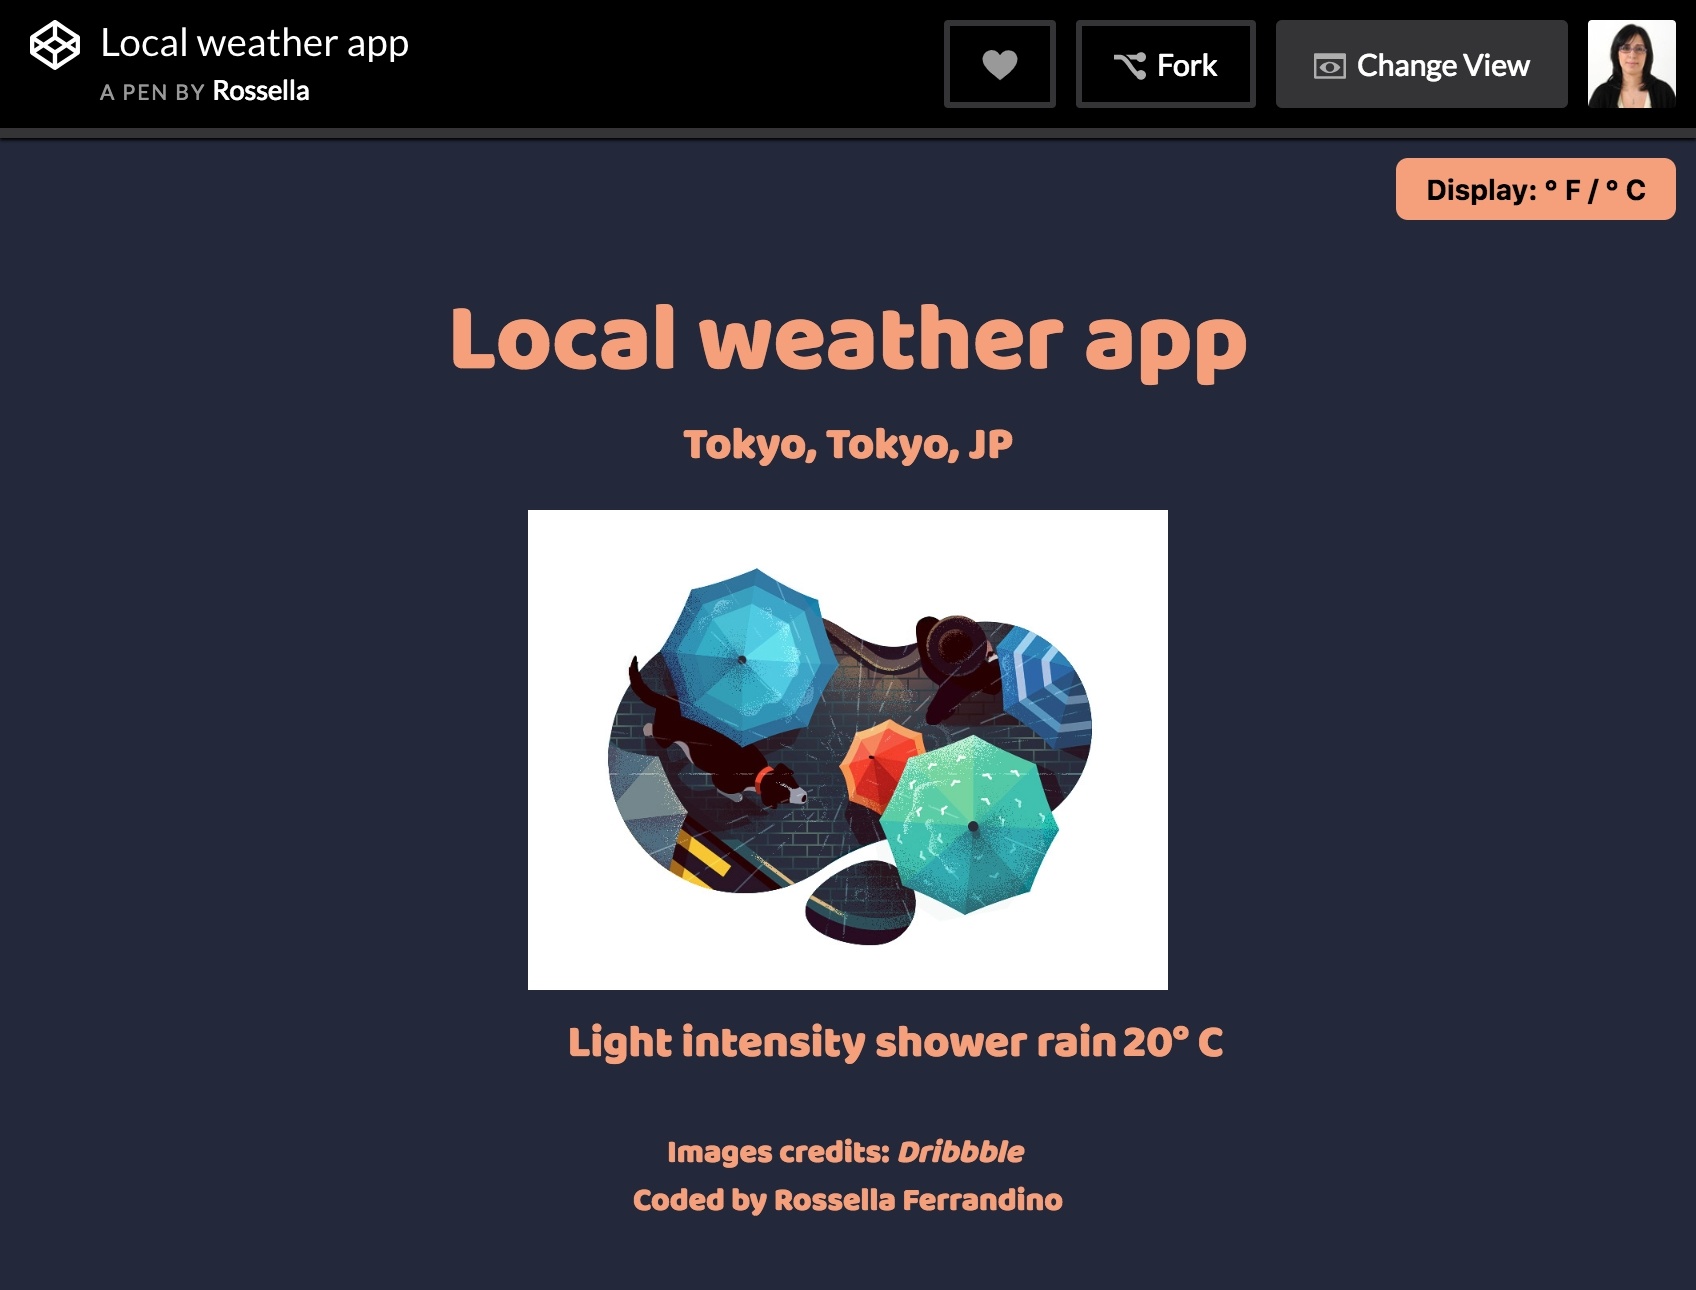 Local weather app
A PEN BY Rossella
Fork
Change View
Display: ° F / ° C
Local weather app
Tokyo, Tokyo, JP
Light intensity shower rain 20° C
Images credits: Dribbble
Coded by Rossella Ferrandino